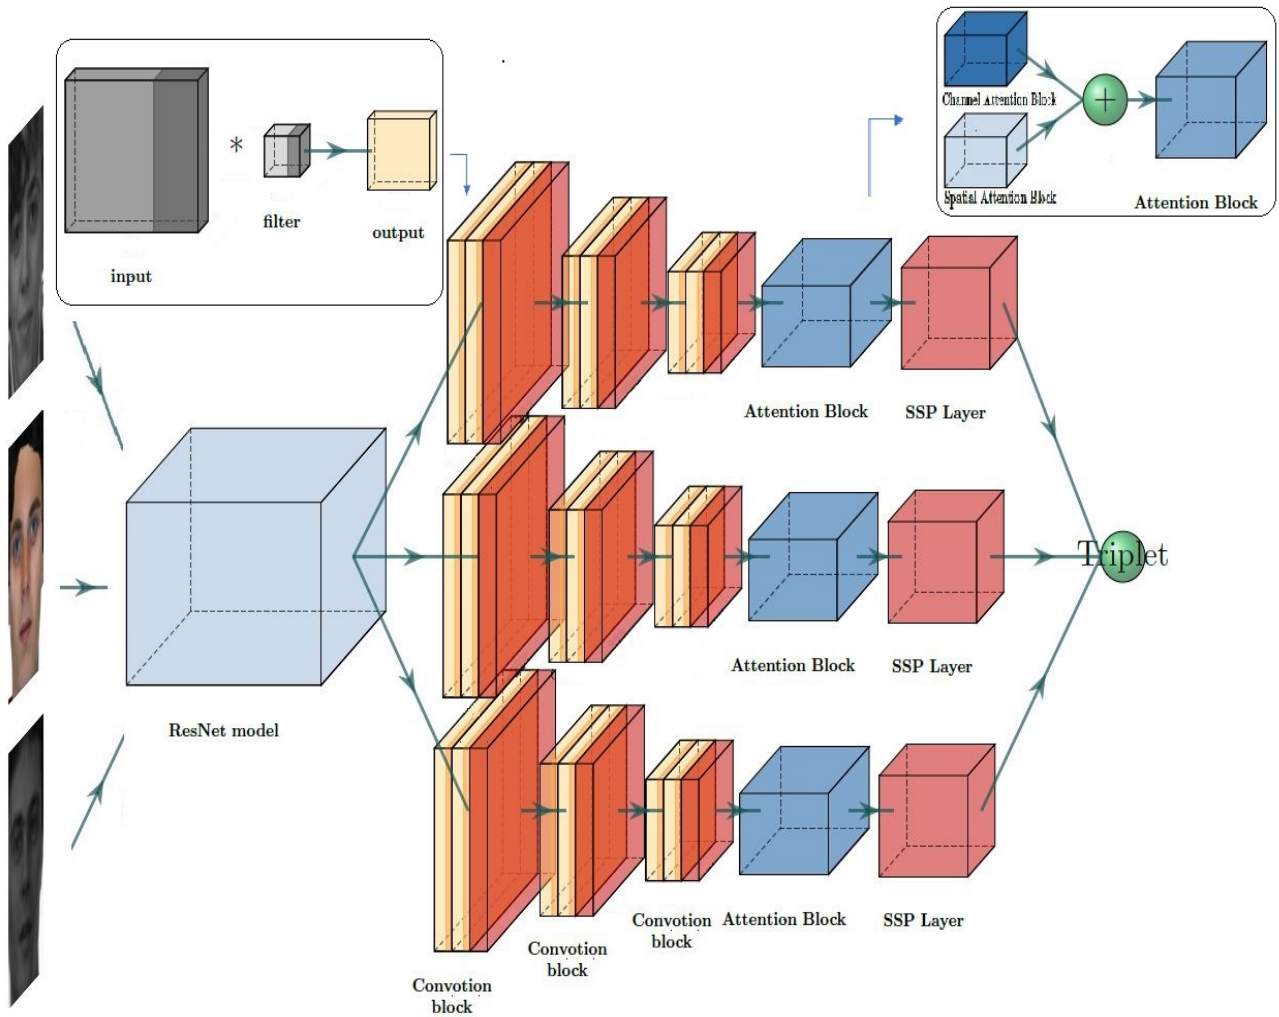 *
filter
output
input
Channel Attention Block
+
Spatial Attention Block
Attention Block
Attention Block
SSP Layer
Triplet
Attention Block
SSP Layer
ResNet model
Attention Block
SSP Layer
Convotion
block
Convotion
block
Convotion
block